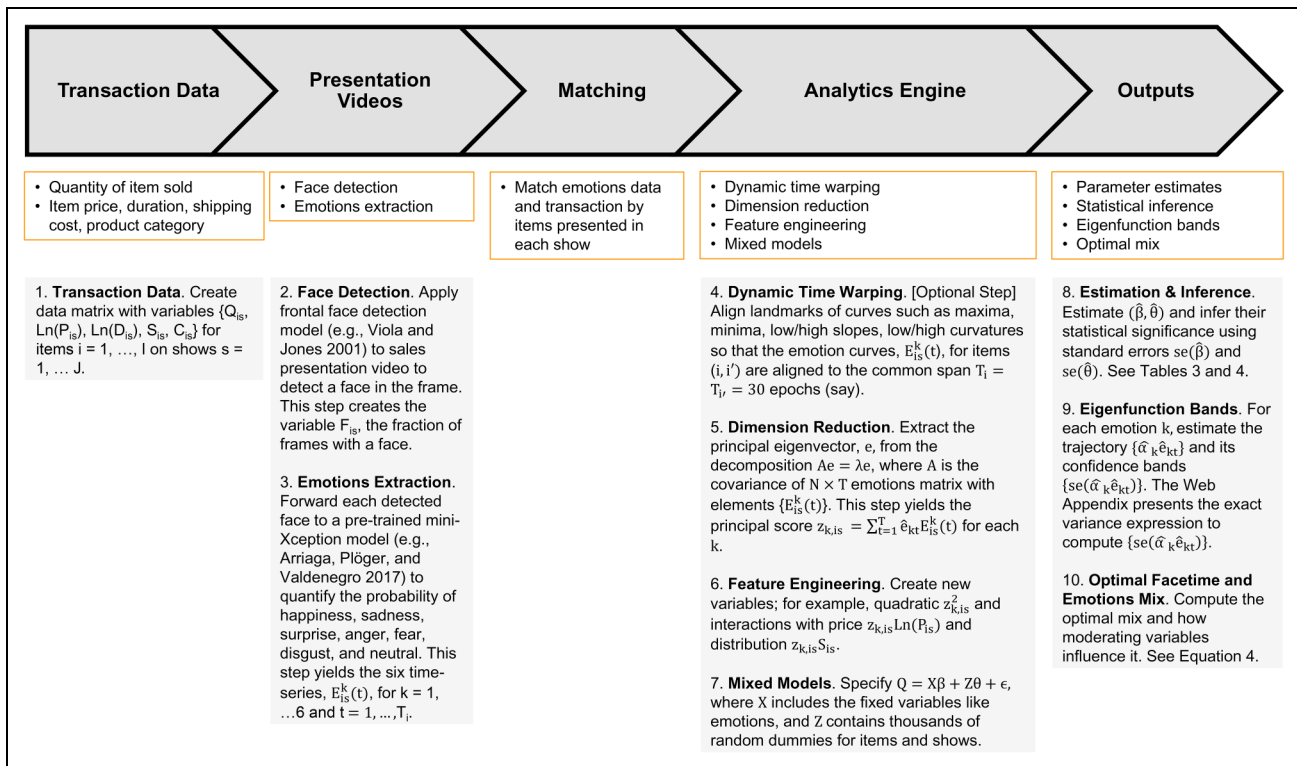 Transaction Data
Presentation
Videos
Matching
Analytics Engine
Outputs
• Quantity of item sold
• Item price, duration, shipping
cost, product category
• Face detection
• Emotions extraction
• Match emotions data
and transaction by
items presented in
each show
• Dynamic time warping
• Dimension reduction
• Feature engineering
• Mixed models
• Parameter estimates
• Statistical inference
• Eigenfunction bands
• Optimal mix
1. Transaction Data. Create
data matrix with variables {Q_is,
Ln(P_is), Ln(D_is), S_is, C_is} for
items i = 1, …, I on shows s =
1, … J.
2. Face Detection. Apply
frontal face detection
model (e.g., Viola and
Jones 2001) to sales
presentation video to
detect a face in the frame.
This step creates the
variable F_is, the fraction of
frames with a face.
3. Emotions Extraction.
Forward each detected
face to a pre-trained mini-
Xception model (e.g.,
Arriaga, Plöger, and
Valdenegro 2017) to
quantify the probability of
happiness, sadness,
surprise, anger, fear,
disgust, and neutral. This
step yields the six time-
series, E_is^k(t), for k = 1,
…6 and t = 1, …,T_i.
4. Dynamic Time Warping. [Optional Step]
Align landmarks of curves such as maxima,
minima, low/high slopes, low/high curvatures
so that the emotion curves, E_is^k(t), for items
(i, i′) are aligned to the common span T_i =
T_i′ = 30 epochs (say).
5. Dimension Reduction. Extract the
principal eigenvector, e, from the
decomposition Ae = λe, where A is the
covariance of N × T emotions matrix with
elements {E_is^k(t)}. This step yields the
principal score z_k,is = ∑_{t=1}^T ê_kt E_is^k(t) for each
k.
6. Feature Engineering. Create new
variables; for example, quadratic z_k,is^2 and
interactions with price z_k,is Ln(P_is) and
distribution z_k,is S_is.
7. Mixed Models. Specify Q = Xβ + Zθ + ϵ,
where X includes the fixed variables like
emotions, and Z contains thousands of
random dummies for items and shows.
8. Estimation & Inference.
Estimate (β̂, θ̂) and infer their
statistical significance using
standard errors se(β̂) and
se(θ̂). See Tables 3 and 4.
9. Eigenfunction Bands. For
each emotion k, estimate the
trajectory {α̂_k ê_kt} and its
confidence bands
{se(α̂_k ê_kt)}. The Web
Appendix presents the exact
variance expression to
compute {se(α̂_k ê_kt)}.
10. Optimal Facetime and
Emotions Mix. Compute the
optimal mix and how
moderating variables
influence it. See Equation 4.